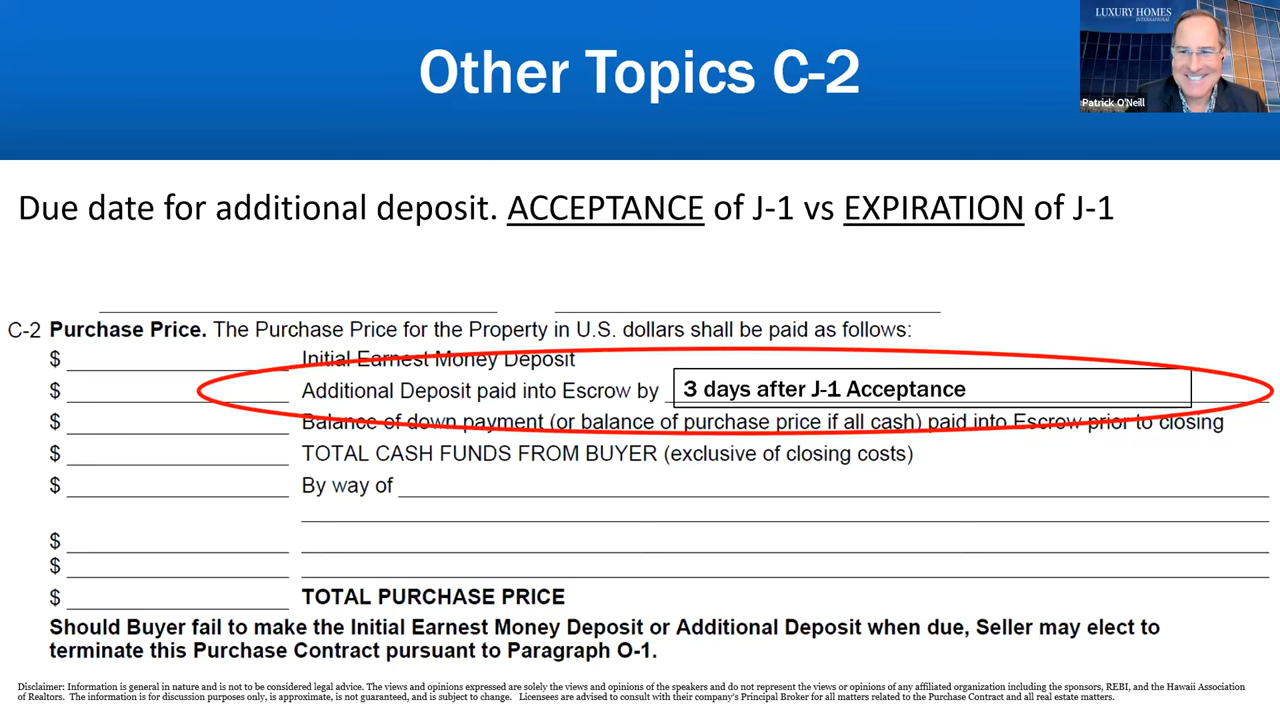 LUXURY HOMES
INTERNATIONAL
Other Topics C-2
Patrick O'Neill
Due date for additional deposit. ACCEPTANCE of J-1 vs EXPIRATION of J-1
C-2 Purchase Price. The Purchase Price for the Property in U.S. dollars shall be paid as follows:
$ Initial Earnest Money Deposit
$ Additional Deposit paid into Escrow by 3 days after J-1 Acceptance
$ Balance of down payment (or balance of purchase price if all cash) paid into Escrow prior to closing
$ TOTAL CASH FUNDS FROM BUYER (exclusive of closing costs)
$ By way of
$
$
$ TOTAL PURCHASE PRICE
Should Buyer fail to make the Initial Earnest Money Deposit or Additional Deposit when due, Seller may elect to
terminate this Purchase Contract pursuant to Paragraph O-1.
Disclaimer: Information is general in nature and is not to be considered legal advice. The views and opinions expressed are solely the views and opinions of the speakers and do not represent the views or opinions of any affiliated organization including the sponsors, REBI, and the Hawaii Association
of Realtors. The information is for discussion purposes only, is approximate, is not guaranteed, and is subject to change. Licensees are advised to consult with their company's Principal Broker for all matters related to the Purchase Contract and all real estate matters.